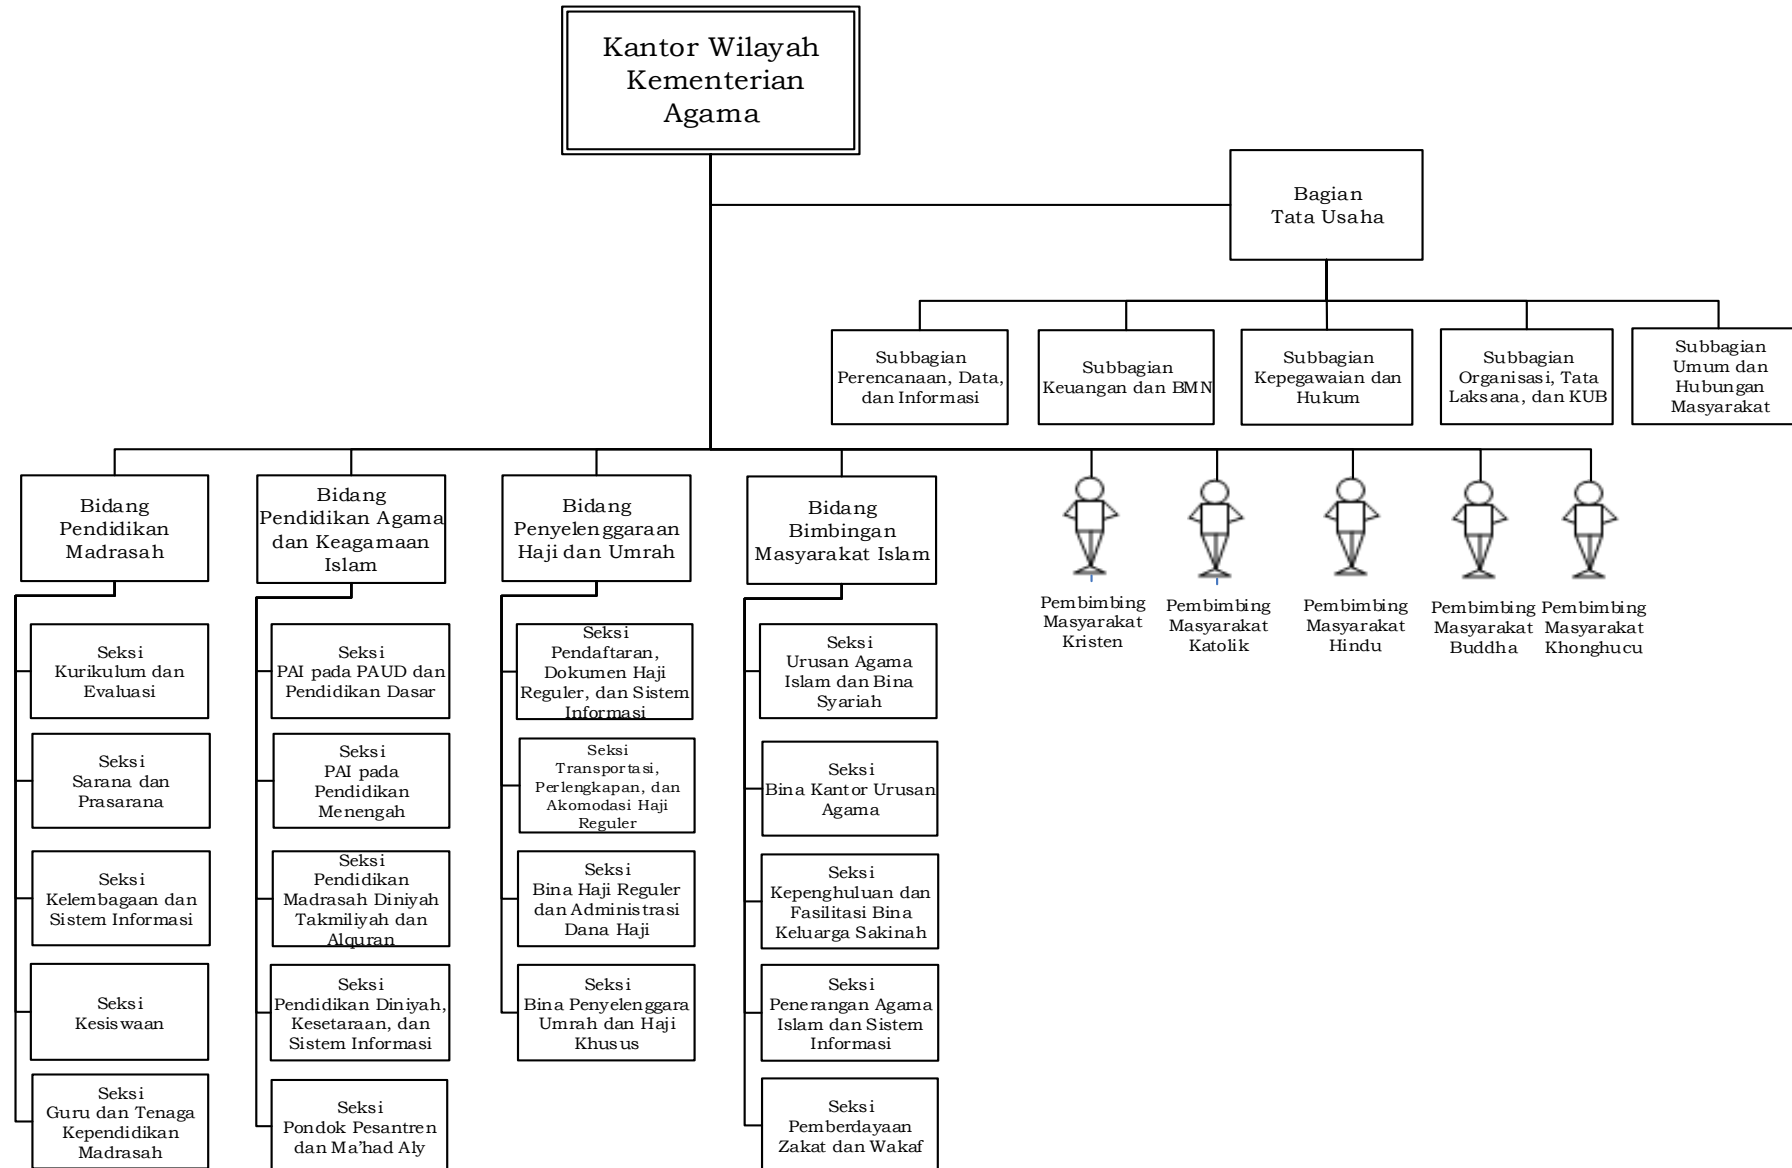 Kantor Wilayah
Kementerian
Agama
Bagian
Tata Usaha
Subbagian
Perencanaan, Data,
dan Informasi
Subbagian
Keuangan dan BMN
Subbagian
Kepegawaian dan
Hukum
Subbagian
Organisasi, Tata
Laksana, dan KUB
Subbagian
Umum dan
Hubungan
Masyarakat
Bidang
Pendidikan
Madrasah
Bidang
Pendidikan Agama
dan Keagamaan
Islam
Bidang
Penyelenggaraan
Haji dan Umrah
Bidang
Bimbingan
Masyarakat Islam
Pembimbing
Masyarakat
Kristen
Pembimbing
Masyarakat
Katolik
Pembimbing
Masyarakat
Hindu
Pembimbing
Masyarakat
Buddha
Pembimbing
Masyarakat
Khonghucu
Seksi
Kurikulum dan
Evaluasi
Seksi
Sarana dan
Prasarana
Seksi
Kelembagaan dan
Sistem Informasi
Seksi
Kesiswaan
Seksi
Guru dan Tenaga
Kependidikan
Madrasah
Seksi
PAI pada PAUD dan
Pendidikan Dasar
Seksi
PAI pada
Pendidikan
Menengah
Seksi
Pendidikan
Madrasah Diniyah
Takmiliyah dan
Alquran
Seksi
Pendidikan Diniyah,
Kesetaraan, dan
Sistem Informasi
Seksi
Pondok Pesantren
dan Ma’had Aly
Seksi
Pendaftaran,
Dokumen Haji
Reguler, dan Sistem
Informasi
Seksi
Transportasi,
Perlengkapan, dan
Akomodasi Haji
Reguler
Seksi
Bina Haji Reguler
dan Administrasi
Dana Haji
Seksi
Bina Penyelenggara
Umrah dan Haji
Khusus
Seksi
Urusan Agama
Islam dan Bina
Syariah
Seksi
Bina Kantor Urusan
Agama
Seksi
Kepenghuluan dan
Fasilitasi Bina
Keluarga Sakinah
Seksi
Penerangan Agama
Islam dan Sistem
Informasi
Seksi
Pemberdayaan
Zakat dan Wakaf